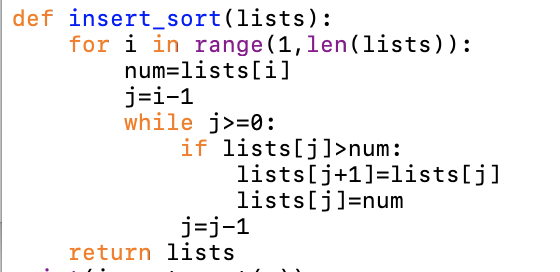 def insert_sort(lists):
    for i in range(1,len(lists)):
        num=lists[i]
        j=i-1
        while j>=0:
            if lists[j]>num:
                lists[j+1]=lists[j]
                lists[j]=num
            j=j-1
    return lists